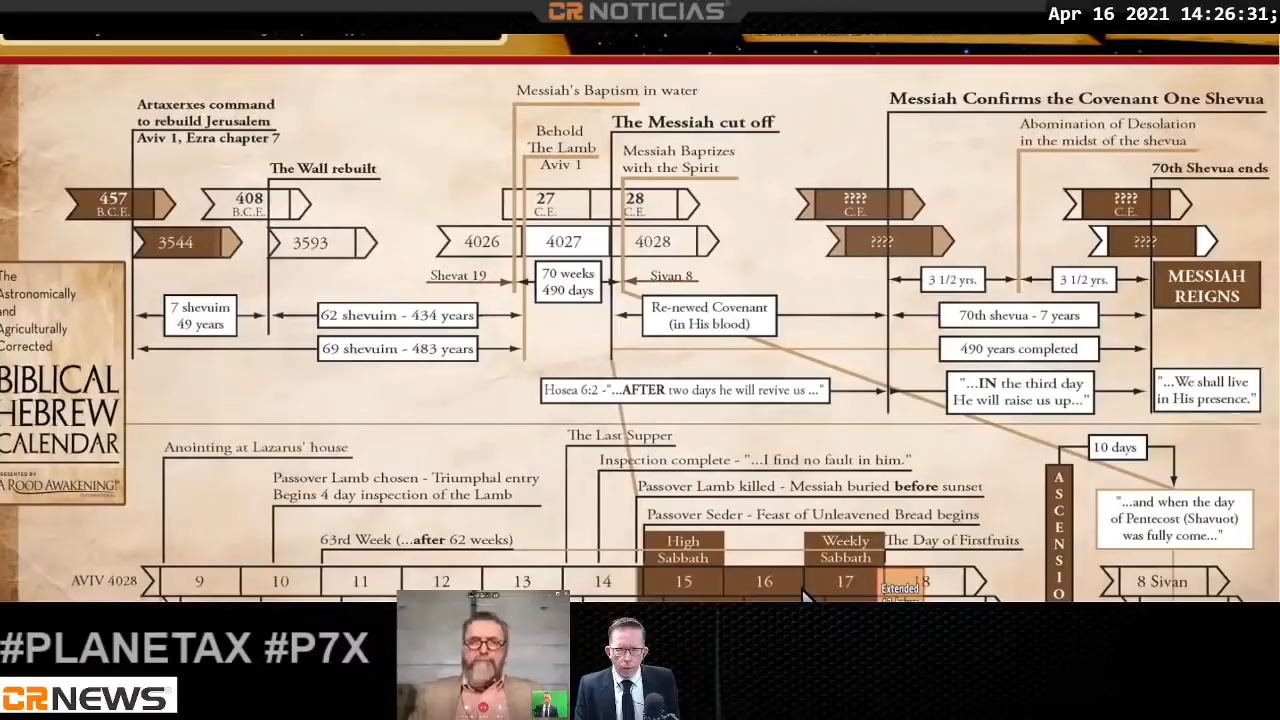 CR NOTICIAS
Apr 16 2021 14:26:31;
Messiah's Baptism in water
Artaxerxes command
to rebuild Jerusalem
Aviv 1, Ezra chapter 7
The Wall rebuilt
Behold
The Lamb
Aviv 1
The Messiah cut off
Messiah Baptizes
with the Spirit
Messiah Confirms the Covenant One Shevua
Abomination of Desolation
in the midst of the shevua
70th Shevua ends
457
B.C.E.
408
B.C.E.
27
C.E.
28
C.E.
????
C.E.
????
C.E.
3544
3593
4026
4027
4028
????
????
Shevat 19
70 weeks
490 days
Sivan 8
3 1/2 yrs.
3 1/2 yrs.
MESSIAH
REIGNS
7 shevuim
49 years
62 shevuim - 434 years
Re-newed Covenant
(in His blood)
70th shevua - 7 years
69 shevuim - 483 years
490 years completed
Hosea 6:2 -"...AFTER two days he will revive us ..."
"...IN the third day
He will raise us up..."
"...We shall live
in His presence."
The
Astronomically
and
Agriculturally
Corrected
BIBLICAL
HEBREW
CALENDAR
PRESENTED BY
A ROOD AWAKENING!
Anointing at Lazarus' house
The Last Supper
10 days
Inspection complete - "...I find no fault in him."
Passover Lamb chosen - Triumphal entry
Begins 4 day inspection of the Lamb
Passover Lamb killed - Messiah buried before sunset
Passover Seder - Feast of Unleavened Bread begins
"...and when the day
of Pentecost (Shavuot)
was fully come..."
63rd Week (...after 62 weeks)
High
Sabbath
Weekly
Sabbath
The Day of Firstfruits
ASCENSIO
AVIV 4028
9
10
11
12
13
14
15
16
17
18
Extended
8 Sivan
#PLANETAX #P7X
CRNEWS